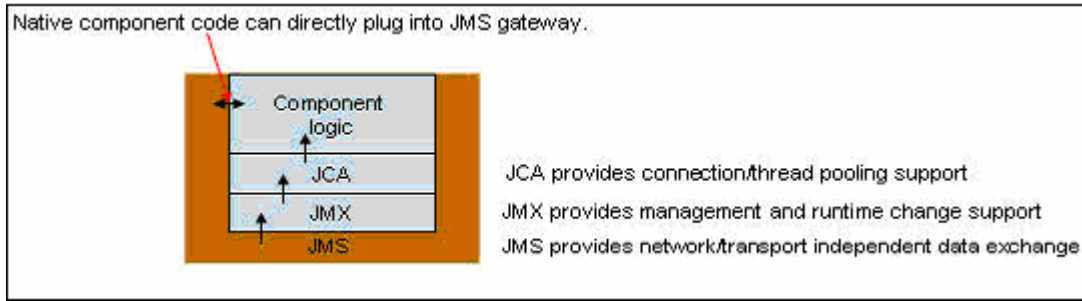 Native component code can directly plug into JMS gateway.
Component
logic
JCA
JCA provides connection/thread pooling support
JMX
JMX provides management and runtime change support
JMS
JMS provides network/transport independent data exchange